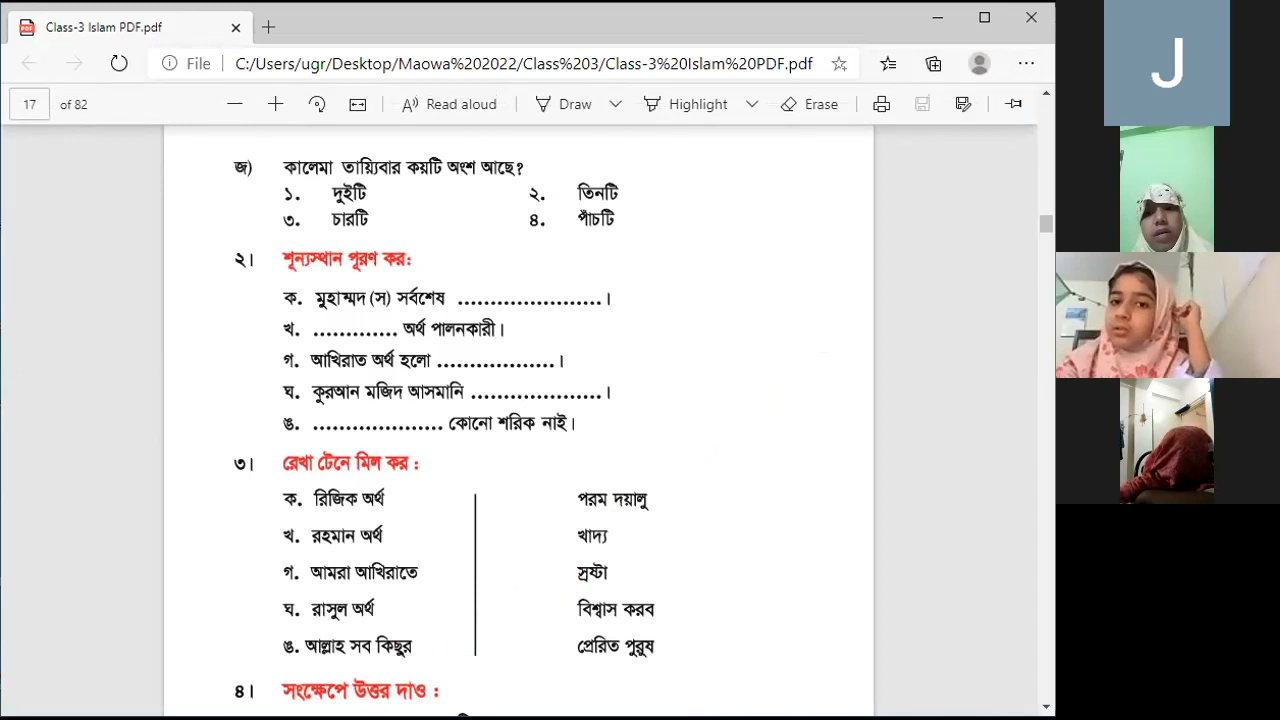 Class-3 Islam PDF.pdf
File C:/Users/ugr/Desktop/Maowa%202022/Class%203/Class-3%20Islam%20PDF.pdf
17 of 82 Read aloud Draw Highlight Erase
J
জ) কালেমা তায়্যিবার কয়টি অংশ আছে?
১. দুইটি ২. তিনটি
৩. চারটি ৪. পাঁচটি
২। শূন্যস্থান পূরণ কর:
ক. মুহাম্মদ (স) সর্বশেষ ......................।
খ. ............. অর্থ পালনকারী।
গ. আখিরাত অর্থ হলো ..................।
ঘ. কুরআন মজিদ আসমানি ....................।
ঙ. .................... কোনো শরিক নাই।
৩। রেখা টেনে মিল কর :
ক. রিজিক অর্থ পরম দয়ালু
খ. রহমান অর্থ খাদ্য
গ. আমরা আখিরাতে স্রষ্টা
ঘ. রাসুল অর্থ বিশ্বাস করব
ঙ. আল্লাহ সব কিছুর প্রেরিত পুরুষ
৪। সংক্ষেপে উত্তর দাও :